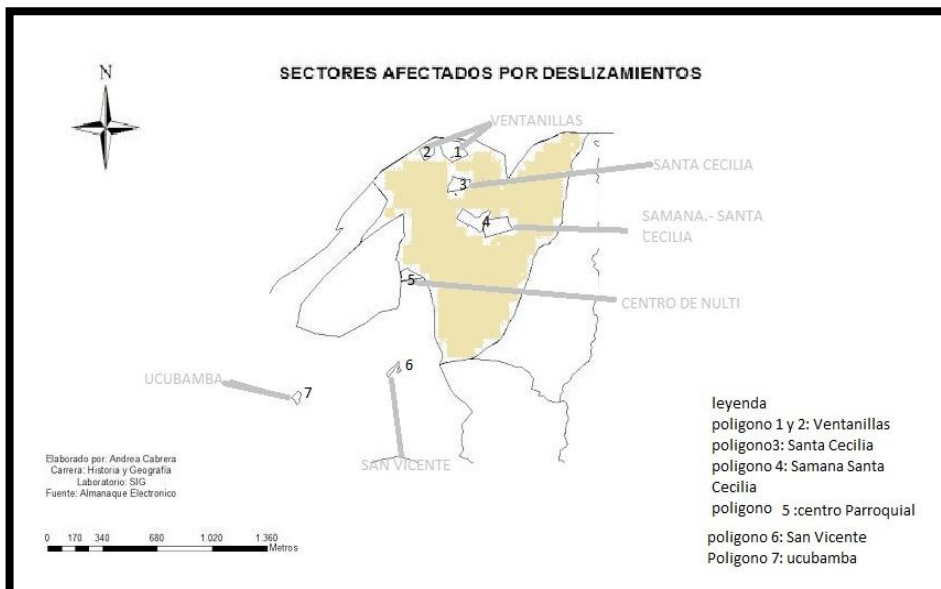 N
SECTORES AFECTADOS POR DESLIZAMIENTOS
VENTANILLAS
2
1
3
SANTA CECILIA
SAMANA.- SANTA
CECILIA
4
5
CENTRO DE NULTI
6
UCUBAMBA
7
SAN VICENTE
leyenda
poligono 1 y 2: Ventanillas
poligono3: Santa Cecilia
poligono 4: Samana Santa
Cecilia
poligono 5 :centro Parroquial
poligono 6: San Vicente
Poligono 7: ucubamba
Elaborado por: Andrea Cabrera
Carrera: Historia y Geografía
Laboratorio: SIG
Fuente: Almanaque Electronico
0 170 340 680 1.020 1.360
Metros